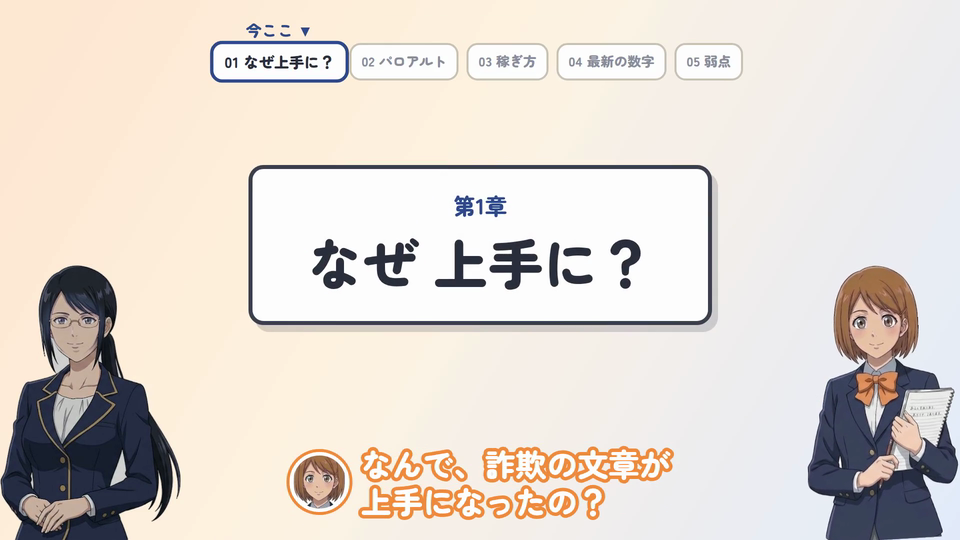 今ここ ▼
01 なぜ上手に？
02 パロアルト
03 稼ぎ方
04 最新の数字
05 弱点
第1章
なぜ 上手に？
なんで、詐欺の文章が
上手になったの？